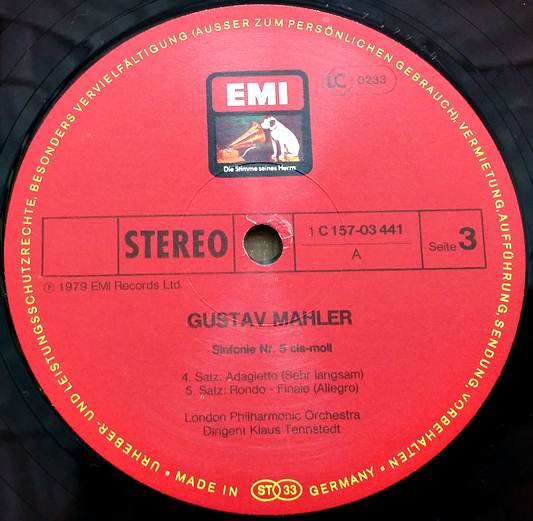 URHEBER- UND LEISTUNGSSCHUTZRECHTE, BESONDERS VERVIELFÄLTIGUNG (AUSSER ZUM PERSÖNLICHEN GEBRAUCH), VERMIETUNG, AUFFÜHRUNG, SENDUNG, VORBEHALTEN
EMI
LC 0233
Die Stimme seines Herrn
STEREO
1 C 157-03 441
A
Seite 3
℗ 1979 EMI Records Ltd.
GUSTAV MAHLER
Sinfonie Nr. 5 cis-moll
4. Satz: Adagietto (Sehr langsam)
5. Satz: Rondo - Finale (Allegro)
London Philharmonic Orchestra
Dirigent Klaus Tennstedt
• MADE IN ST 33 GERMANY •